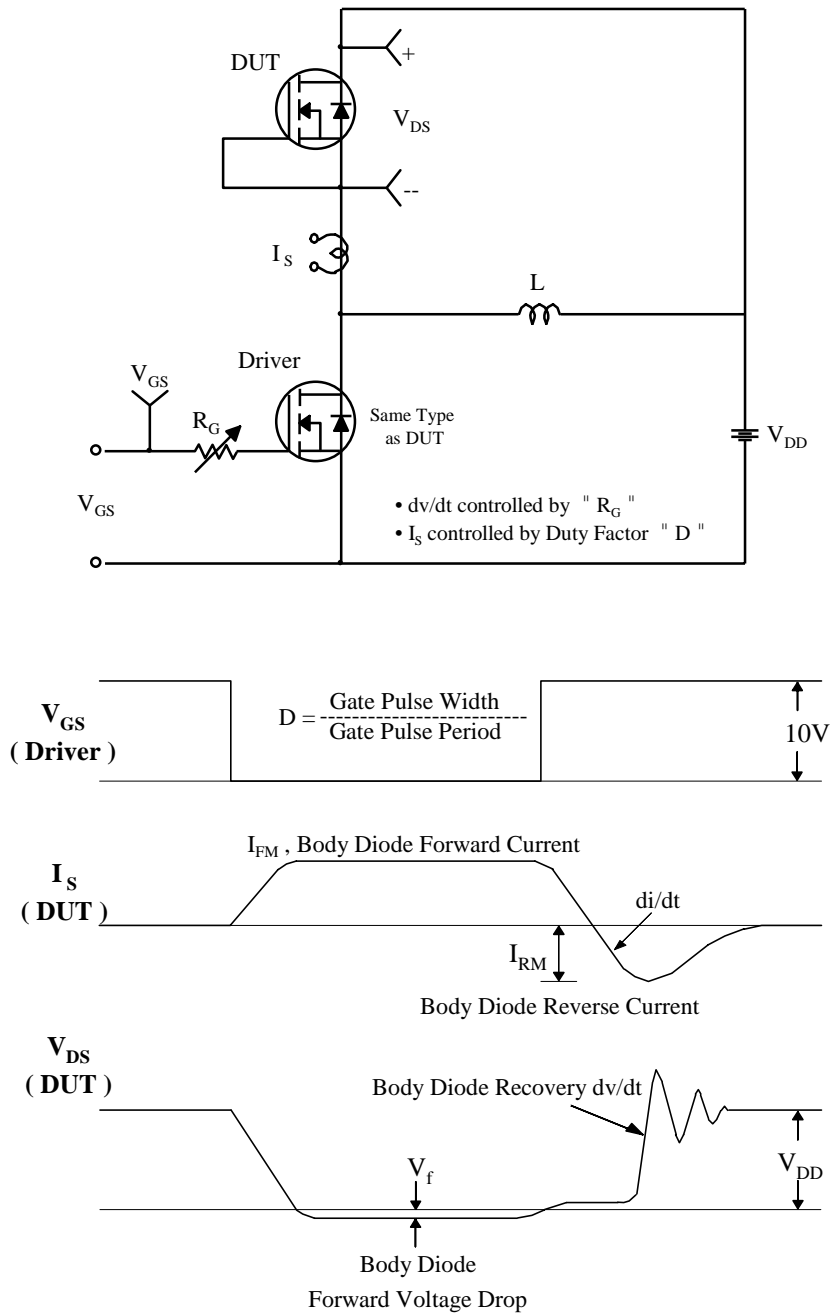 DUT
+
V_DS
--
I_S
L
Driver
V_GS
R_G
Same Type
as DUT
V_DD
V_GS
• dv/dt controled by " R_G "
• I_S controlled by Duty Factor " D "
V_GS
( Driver )
D = Gate Pulse Width
Gate Pulse Period
10V
I_FM , Body Diode Forward Current
I_S
( DUT )
di/dt
I_RM
Body Diode Reverse Current
V_DS
( DUT )
Body Diode Recovery dv/dt
V_f
V_DD
Body Diode
Forward Voltage Drop